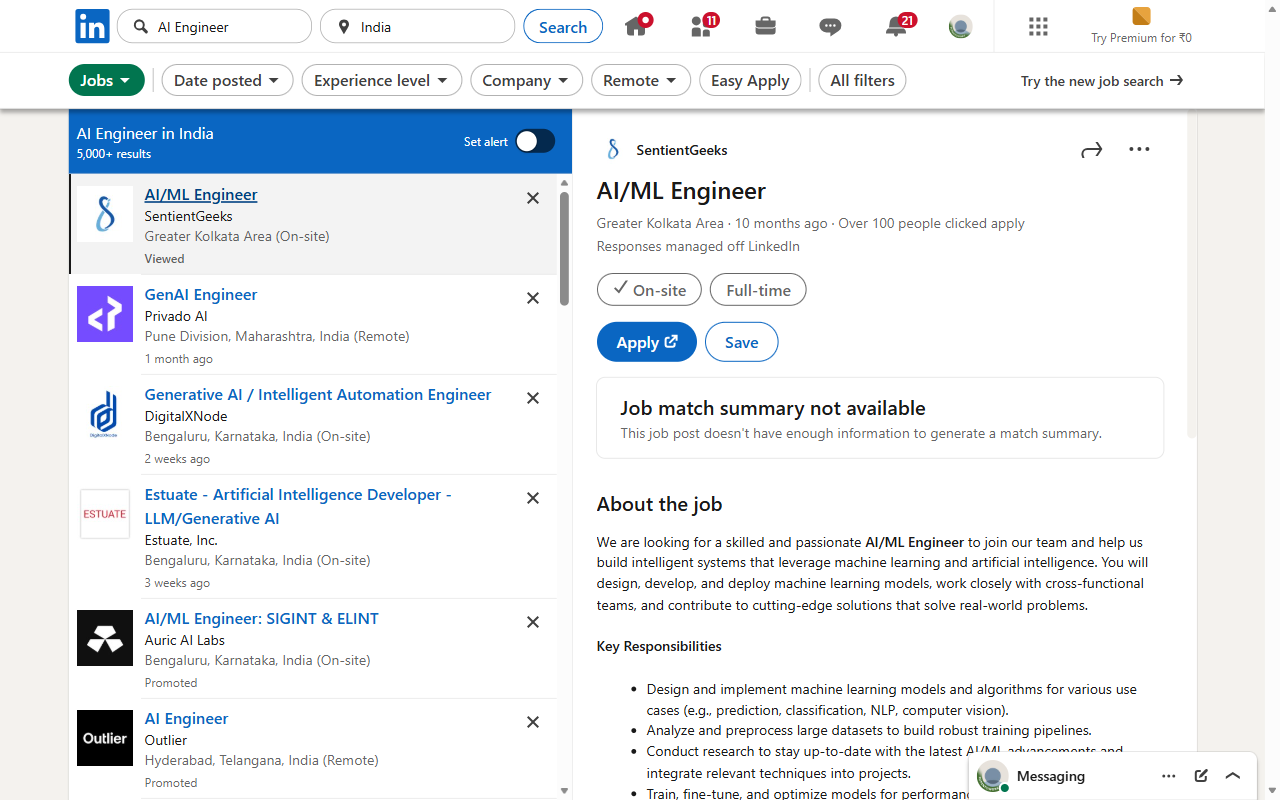 in
AI Engineer
India
Search
11
21
Try Premium for ₹0
Jobs
Date posted
Experience level
Company
Remote
Easy Apply
All filters
Try the new job search
AI Engineer in India
5,000+ results
Set alert
AI/ML Engineer
SentientGeeks
Greater Kolkata Area (On-site)
Viewed
GenAI Engineer
Privado AI
Pune Division, Maharashtra, India (Remote)
1 month ago
DigitalXNode
Generative AI / Intelligent Automation Engineer
DigitalXNode
Bengaluru, Karnataka, India (On-site)
2 weeks ago
ESTUATE
Estuate - Artificial Intelligence Developer -
LLM/Generative AI
Estuate, Inc.
Bengaluru, Karnataka, India (On-site)
3 weeks ago
AI/ML Engineer: SIGINT & ELINT
Auric AI Labs
Bengaluru, Karnataka, India (On-site)
Promoted
Outlier
AI Engineer
Outlier
Hyderabad, Telangana, India (Remote)
Promoted
SentientGeeks
AI/ML Engineer
Greater Kolkata Area · 10 months ago · Over 100 people clicked apply
Responses managed off LinkedIn
On-site
Full-time
Apply
Save
Job match summary not available
This job post doesn't have enough information to generate a match summary.
About the job
We are looking for a skilled and passionate AI/ML Engineer to join our team and help us
build intelligent systems that leverage machine learning and artificial intelligence. You will
design, develop, and deploy machine learning models, work closely with cross-functional
teams, and contribute to cutting-edge solutions that solve real-world problems.
Key Responsibilities
• Design and implement machine learning models and algorithms for various use
cases (e.g., prediction, classification, NLP, computer vision).
• Analyze and preprocess large datasets to build robust training pipelines.
• Conduct research to stay up-to-date with the latest AI/ML advancements and
integrate relevant techniques into projects.
• Train, fine-tune, and optimize models for performanc
Messaging